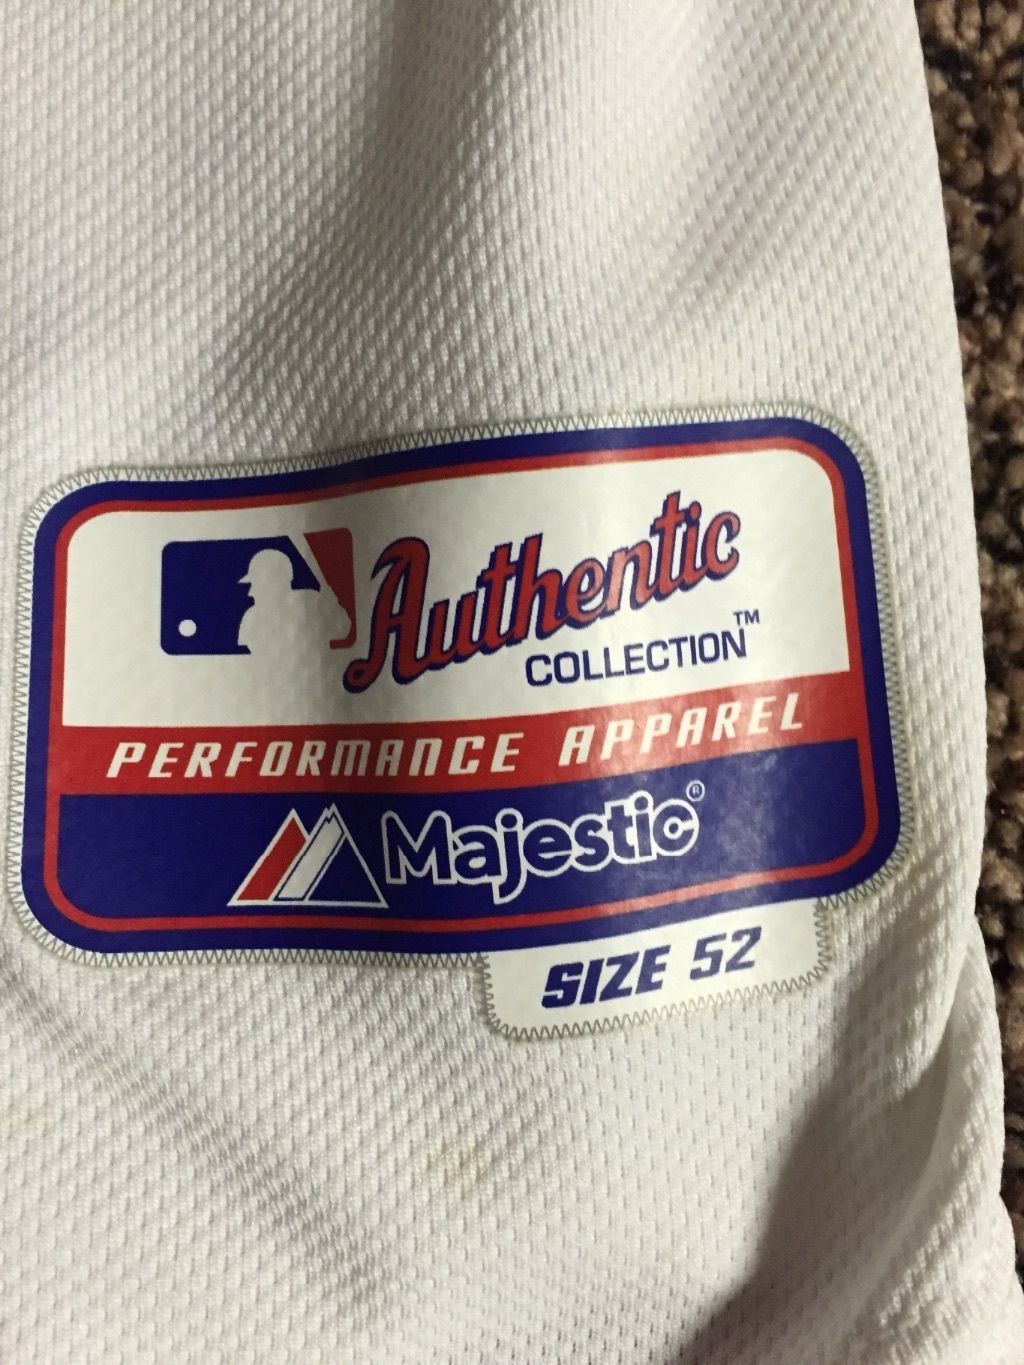 Authentic
COLLECTION™
PERFORMANCE APPAREL
Majestic®
SIZE 52